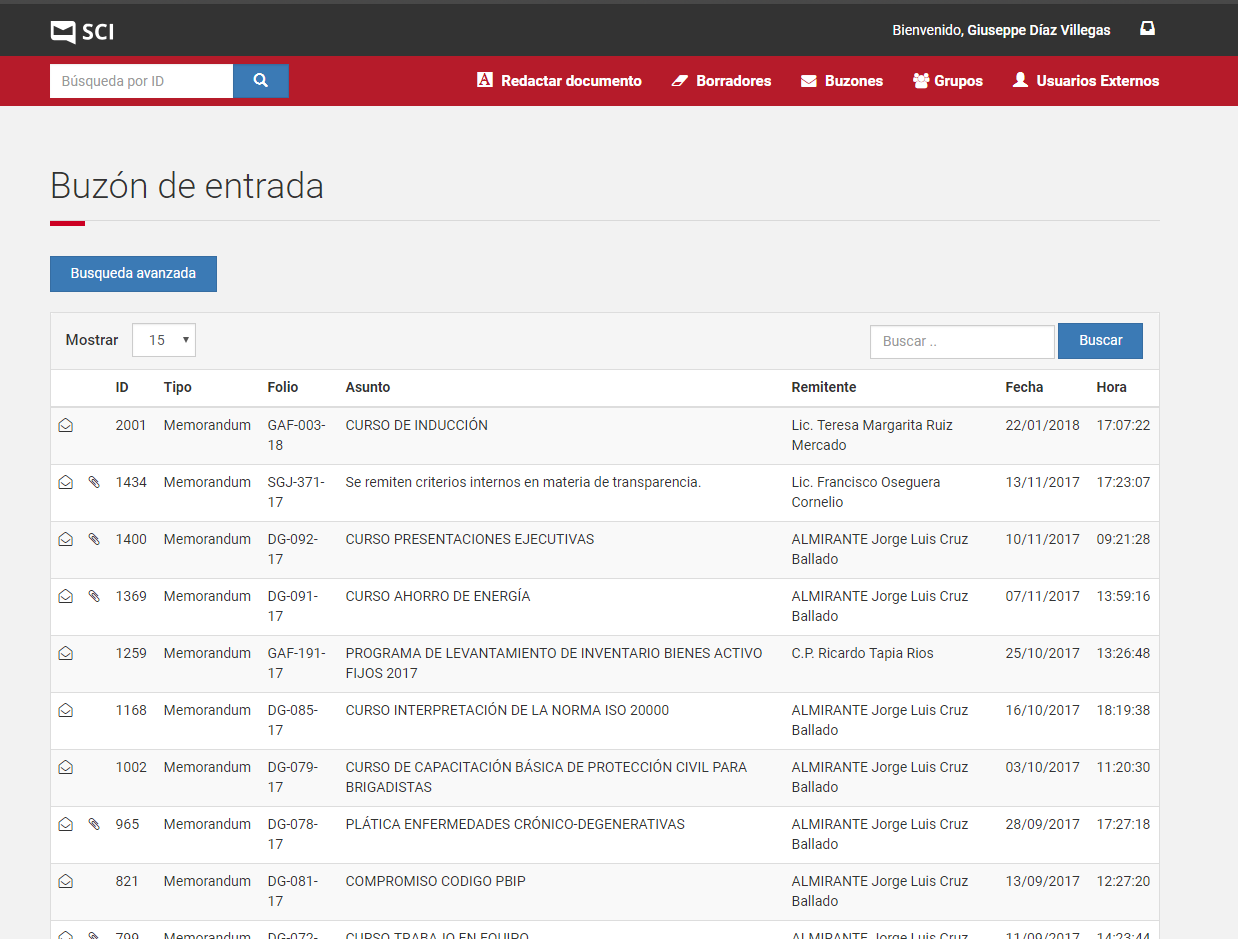 SCI
Bienvenido, Giuseppe Díaz Villegas
Búsqueda por ID
Redactar documento Borradores Buzones Grupos Usuarios Externos
Buzón de entrada
Busqueda avanzada
Mostrar 15 Buscar .. Buscar
ID Tipo Folio Asunto Remitente Fecha Hora
2001 Memorandum GAF-003- CURSO DE INDUCCIÓN Lic. Teresa Margarita Ruiz 22/01/2018 17:07:22
18 Mercado
1434 Memorandum SGJ-371- Se remiten criterios internos en materia de transparencia. Lic. Francisco Oseguera 13/11/2017 17:23:07
17 Cornelio
1400 Memorandum DG-092- CURSO PRESENTACIONES EJECUTIVAS ALMIRANTE Jorge Luis Cruz 10/11/2017 09:21:28
17 Ballado
1369 Memorandum DG-091- CURSO AHORRO DE ENERGÍA ALMIRANTE Jorge Luis Cruz 07/11/2017 13:59:16
17 Ballado
1259 Memorandum GAF-191- PROGRAMA DE LEVANTAMIENTO DE INVENTARIO BIENES ACTIVO C.P. Ricardo Tapia Rios 25/10/2017 13:26:48
17 FIJOS 2017
1168 Memorandum DG-085- CURSO INTERPRETACIÓN DE LA NORMA ISO 20000 ALMIRANTE Jorge Luis Cruz 16/10/2017 18:19:38
17 Ballado
1002 Memorandum DG-079- CURSO DE CAPACITACIÓN BÁSICA DE PROTECCIÓN CIVIL PARA ALMIRANTE Jorge Luis Cruz 03/10/2017 11:20:30
17 BRIGADISTAS Ballado
965 Memorandum DG-078- PLÁTICA ENFERMEDADES CRÓNICO-DEGENERATIVAS ALMIRANTE Jorge Luis Cruz 28/09/2017 17:27:18
17 Ballado
821 Memorandum DG-081- COMPROMISO CODIGO PBIP ALMIRANTE Jorge Luis Cruz 13/09/2017 12:27:20
17 Ballado
799 Memorandum DG-072- CURSO TRABAJO EN EQUIPO ALMIRANTE Jorge Luis Cruz 11/09/2017 14:23:44